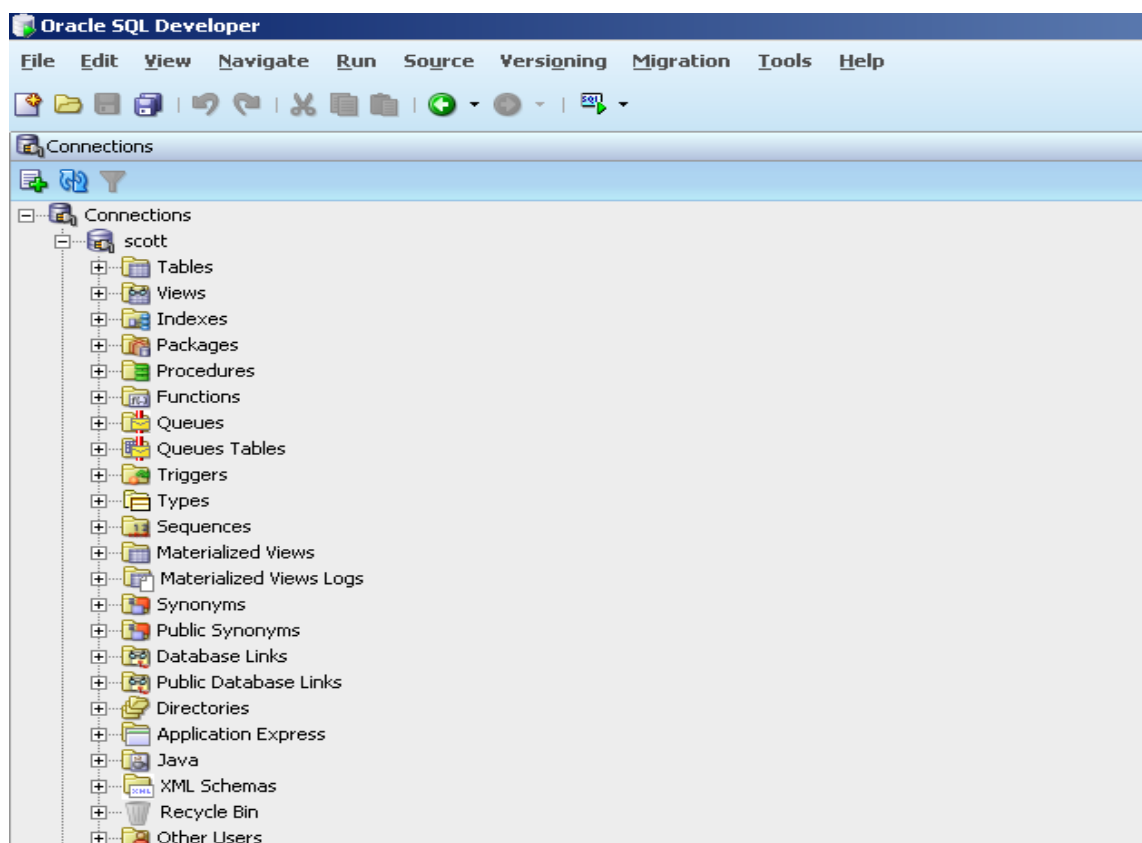 Oracle SQL Developer
File Edit View Navigate Run Source Versioning Migration Tools Help
Connections
Connections
scott
Tables
Views
Indexes
Packages
Procedures
Functions
Queues
Queues Tables
Triggers
Types
Sequences
Materialized Views
Materialized Views Logs
Synonyms
Public Synonyms
Database Links
Public Database Links
Directories
Application Express
Java
XML Schemas
Recycle Bin
Other Users